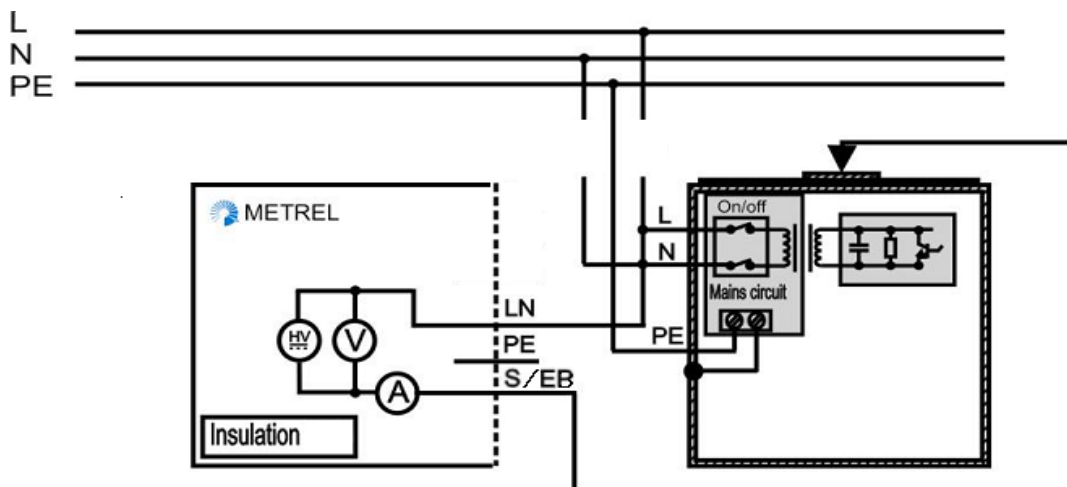 L
N
PE
METREL
HV
V
A
Insulation
LN
PE
S/EB
L
N
PE
On/off
Mains circuit